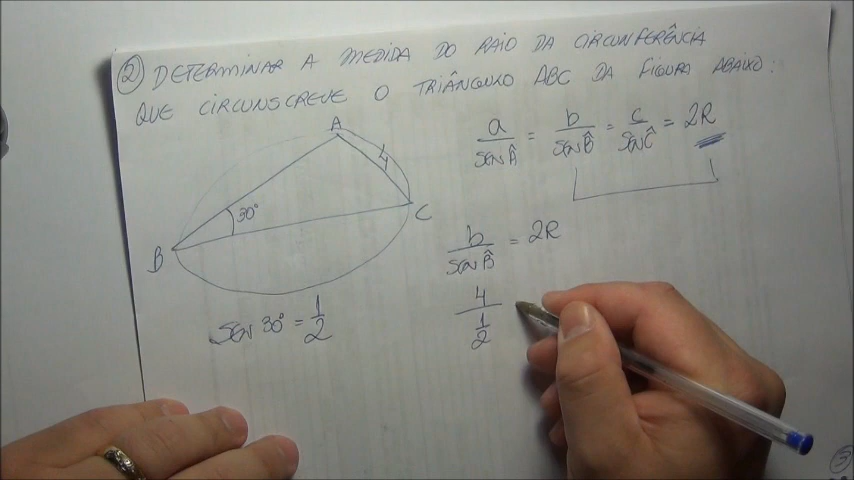 ② DETERMINAR A MEDIDA DO RAIO DA CIRCUNFERÊNCIA
QUE CIRCUNSCREVE O TRIÂNGULO ABC DA FIGURA ABAIXO:
A
4
30°
B
C
a/SEN Â = b/SEN B̂ = c/SEN Ĉ = 2R
b/SEN B̂ = 2R
4/(1/2)
SEN 30° = 1/2
③